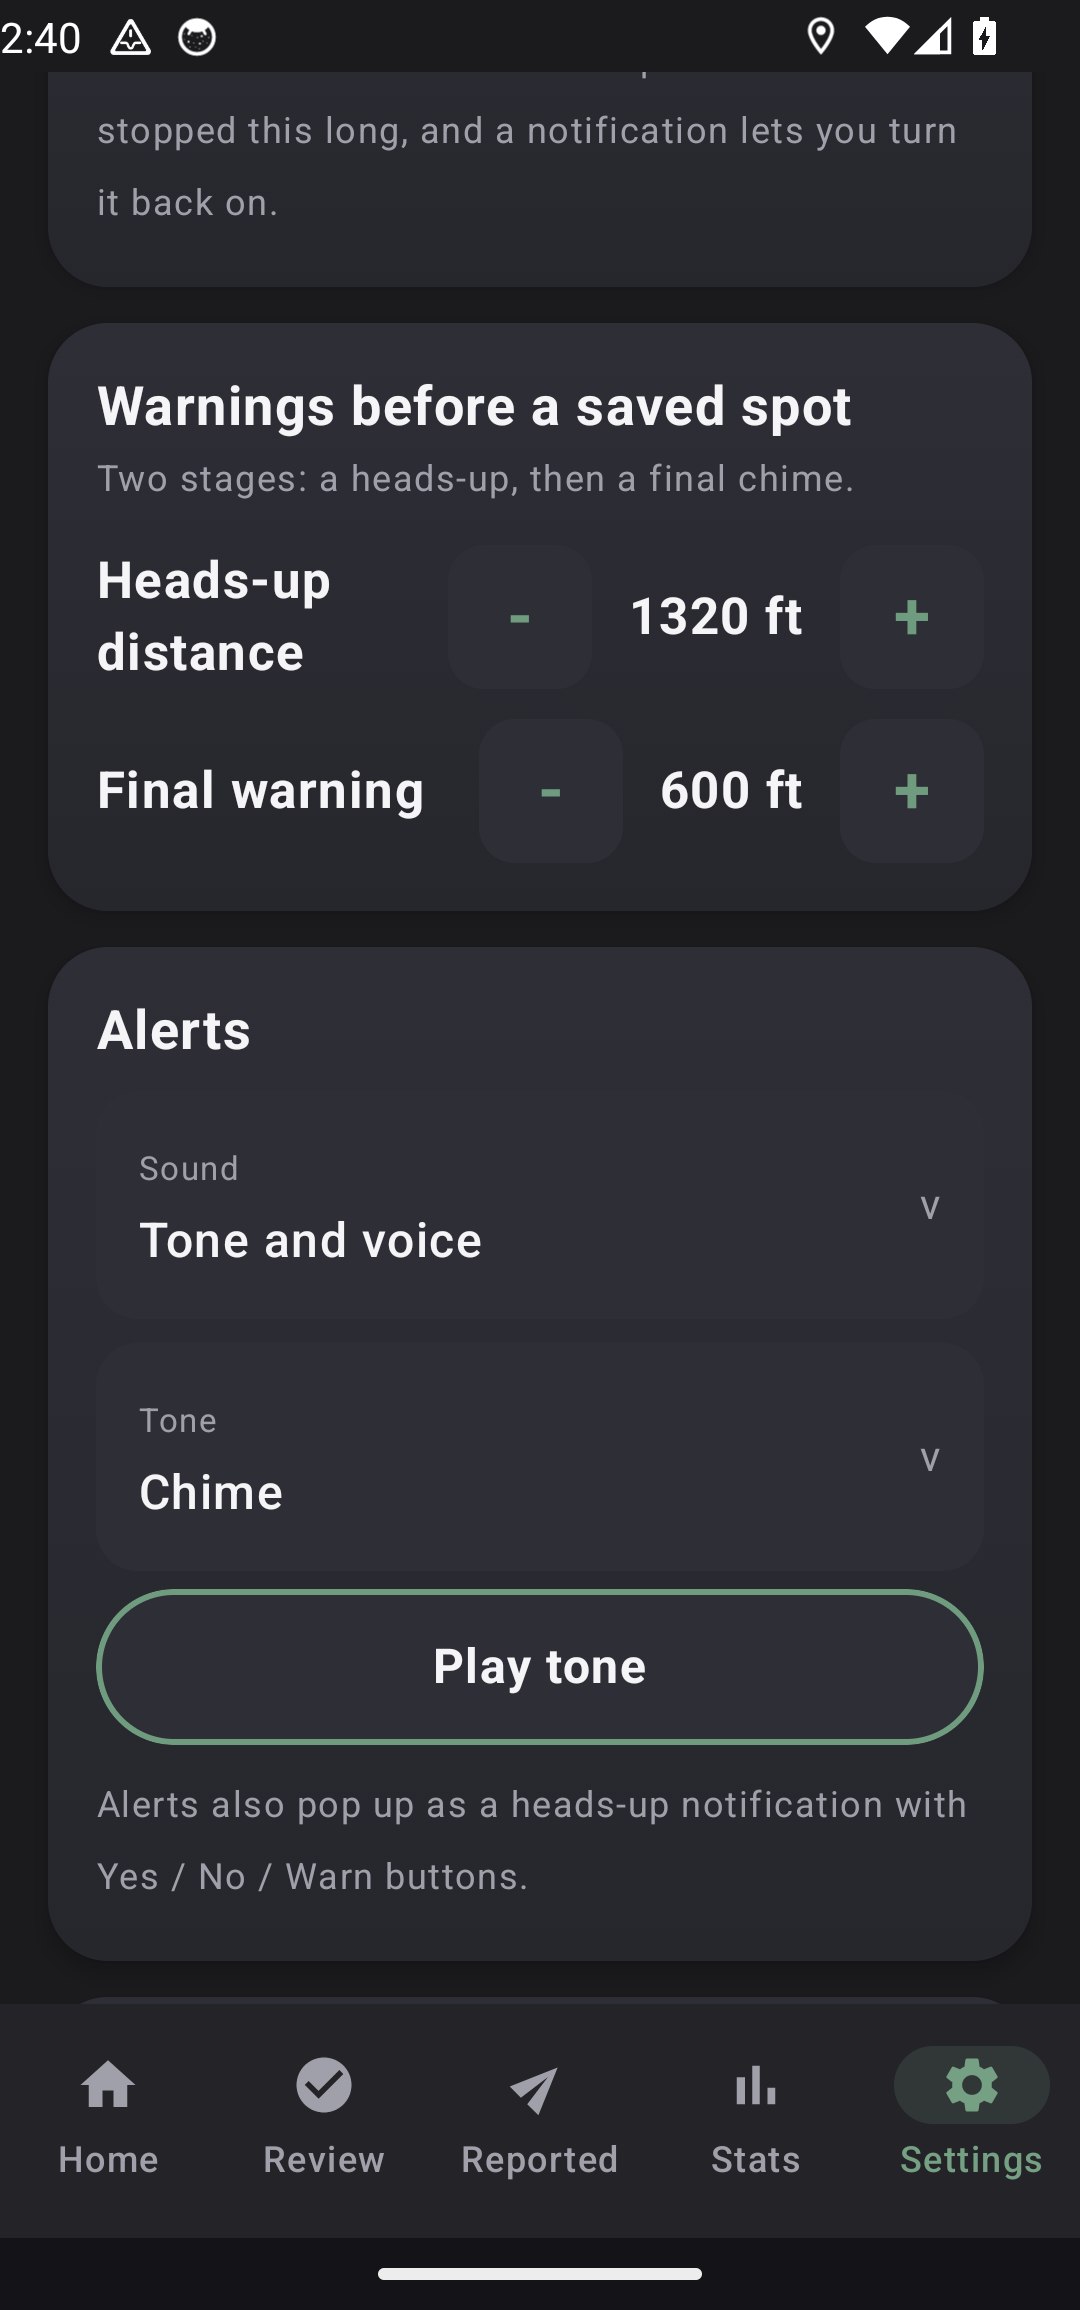 2:40
stopped this long, and a notification lets you turn
it back on.
Warnings before a saved spot
Two stages: a heads-up, then a final chime.
Heads-up
distance
- 1320 ft +
Final warning - 600 ft +
Alerts
Sound
Tone and voice
v
Tone
Chime
v
Play tone
Alerts also pop up as a heads-up notification with
Yes / No / Warn buttons.
Home Review Reported Stats Settings